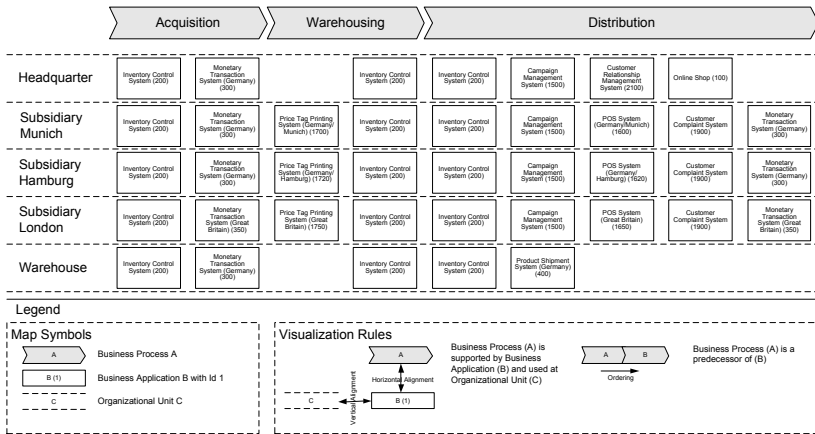 Acquisition Warehousing Distribution
Headquarter
Inventory Control
System (200)
Monetary
Transaction
System (Germany)
(300)
Inventory Control
System (200)
Inventory Control
System (200)
Campaign
Management
System (1500)
Customer
Relationship
Management
System (2100)
Online Shop (100)
Subsidiary
Munich
Inventory Control
System (200)
Monetary
Transaction
System (Germany)
(300)
Price Tag Printing
System (Germany/
Munich) (1700)
Inventory Control
System (200)
Inventory Control
System (200)
Campaign
Management
System (1500)
POS System
(Germany/Munich)
(1600)
Customer
Complaint System
(1900)
Monetary
Transaction
System (Germany)
(300)
Subsidiary
Hamburg
Inventory Control
System (200)
Monetary
Transaction
System (Germany)
(300)
Price Tag Printing
System (Germany/
Hamburg) (1720)
Inventory Control
System (200)
Inventory Control
System (200)
Campaign
Management
System (1500)
POS System
(Germany/
Hamburg) (1620)
Customer
Complaint System
(1900)
Monetary
Transaction
System (Germany)
(300)
Subsidiary
London
Inventory Control
System (200)
Monetary
Transaction
System (Great
Britain) (350)
Price Tag Printing
System (Great
Britain) (1750)
Inventory Control
System (200)
Inventory Control
System (200)
Campaign
Management
System (1500)
POS System
(Great Britain)
(1650)
Customer
Complaint System
(1900)
Monetary
Transaction
System (Great
Britain) (350)
Warehouse
Inventory Control
System (200)
Monetary
Transaction
System (Germany)
(300)
Inventory Control
System (200)
Inventory Control
System (200)
Product Shipment
System (Germany)
(400)
Legend
Map Symbols
A Business Process A
B (1) Business Application B with Id 1
C Organizational Unit C
Visualization Rules
A
Horizontal Alignment
Vertical Alignment
C
B (1)
Business Process (A) is
supported by Business
Application (B) and used at
Organizational Unit (C)
A B
Ordering
Business Process (A) is a
predecessor of (B)